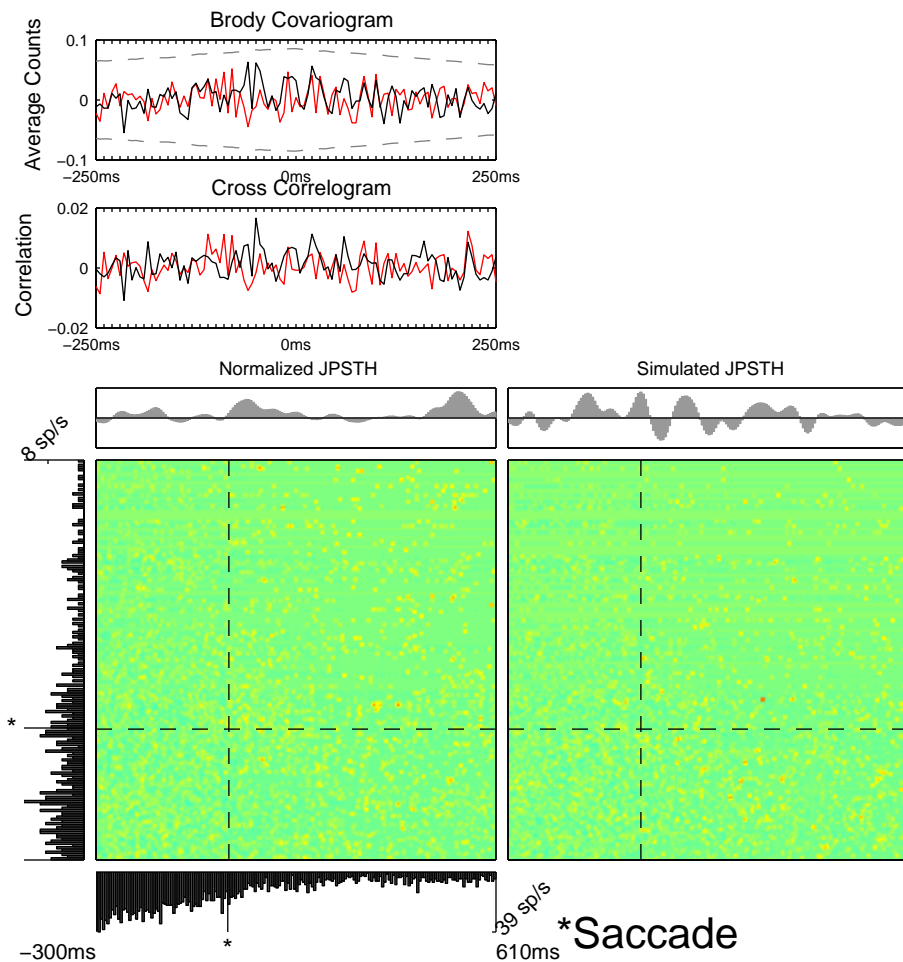 Brody Covariogram
Average Counts
0.1
0
−0.1
−250ms
0ms
250ms
Cross Correlogram
Correlation
0.02
0
−0.02
−250ms
0ms
250ms
Normalized JPSTH
Simulated JPSTH
8 sp/s
*
*
39 sp/s
*Saccade
−300ms
610ms